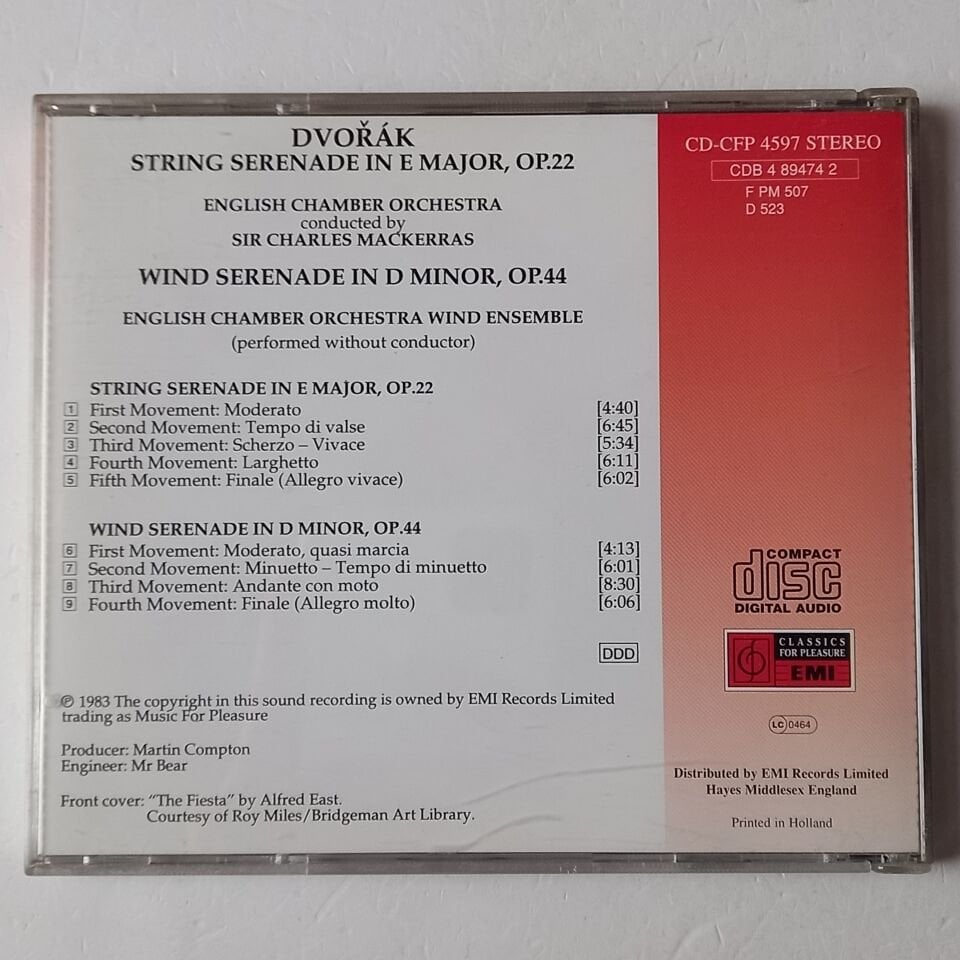 DVOŘÁK
STRING SERENADE IN E MAJOR, OP.22
ENGLISH CHAMBER ORCHESTRA
conducted by
SIR CHARLES MACKERRAS
WIND SERENADE IN D MINOR, OP.44
ENGLISH CHAMBER ORCHESTRA WIND ENSEMBLE
(performed without conductor)
STRING SERENADE IN E MAJOR, OP.22
1 First Movement: Moderato [4:40]
2 Second Movement: Tempo di valse [6:45]
3 Third Movement: Scherzo – Vivace [5:34]
4 Fourth Movement: Larghetto [6:11]
5 Fifth Movement: Finale (Allegro vivace) [6:02]
WIND SERENADE IN D MINOR, OP.44
6 First Movement: Moderato, quasi marcia [4:13]
7 Second Movement: Minuetto – Tempo di minuetto [6:01]
8 Third Movement: Andante con moto [8:30]
9 Fourth Movement: Finale (Allegro molto) [6:06]
DDD
℗ 1983 The copyright in this sound recording is owned by EMI Records Limited
trading as Music For Pleasure
Producer: Martin Compton
Engineer: Mr Bear
Front cover: "The Fiesta" by Alfred East.
Courtesy of Roy Miles/Bridgeman Art Library.
CD-CFP 4597 STEREO
CDB 4 89474 2
F PM 507
D 523
COMPACT
disc
DIGITAL AUDIO
CLASSICS
FOR PLEASURE
EMI
LC 0464
Distributed by EMI Records Limited
Hayes Middlesex England
Printed in Holland